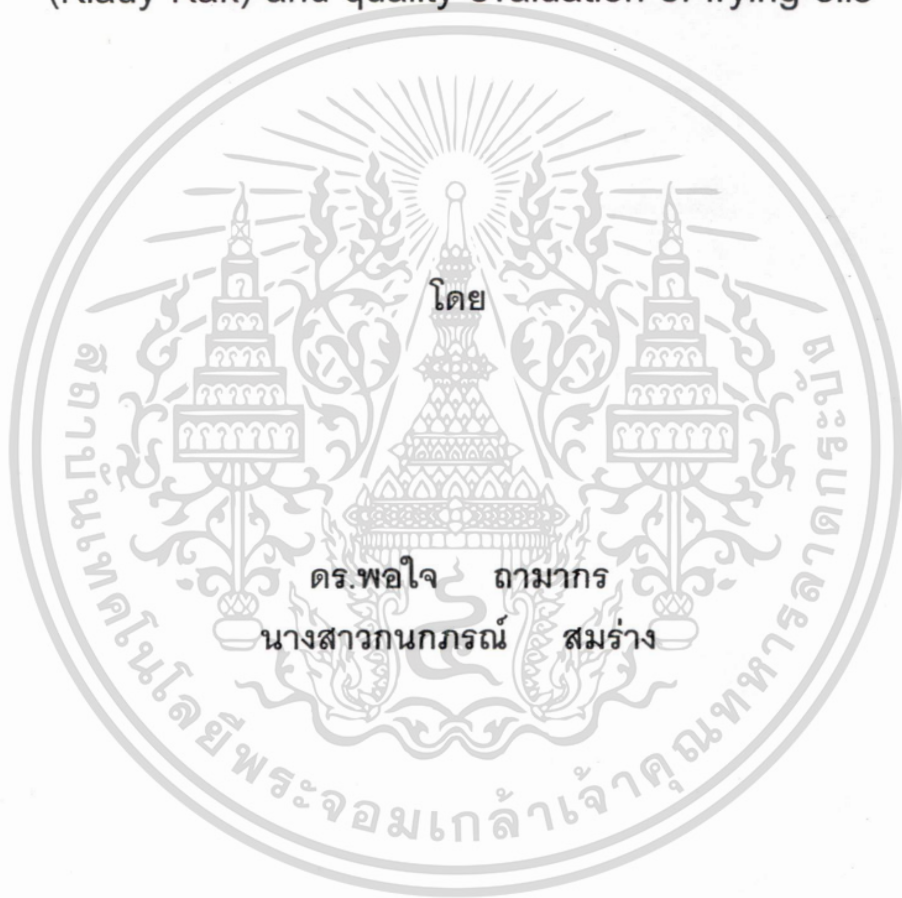 (Kiauy Kak) and quality evaluation of frying oils
โดย
ดร.พอใจ ถามากร
นางสาวกนกภรณ์ สมร่าง
สถาบันเทคโนโลยีพระจอมเกล้าเจ้าคุณทหารลาดกระบัง